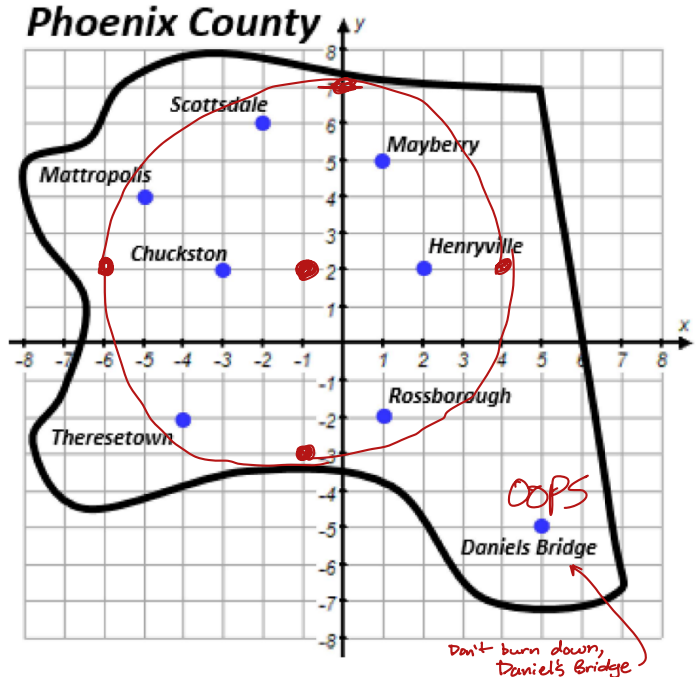 Phoenix County
y
8
7
Scottsdale
6
Mayberry
5
Mattropolis
4
3
Chuckston
Henryville
2
1
x
-8 -7 -6 -5 -4 -3 -2 -1 1 2 3 4 5 6 7 8
-1
Rossborough
-2
Theresetown
-3
-4
OOPS
-5
Daniels Bridge
-6
-7
-8
Don't burn down,
Daniel's Bridge